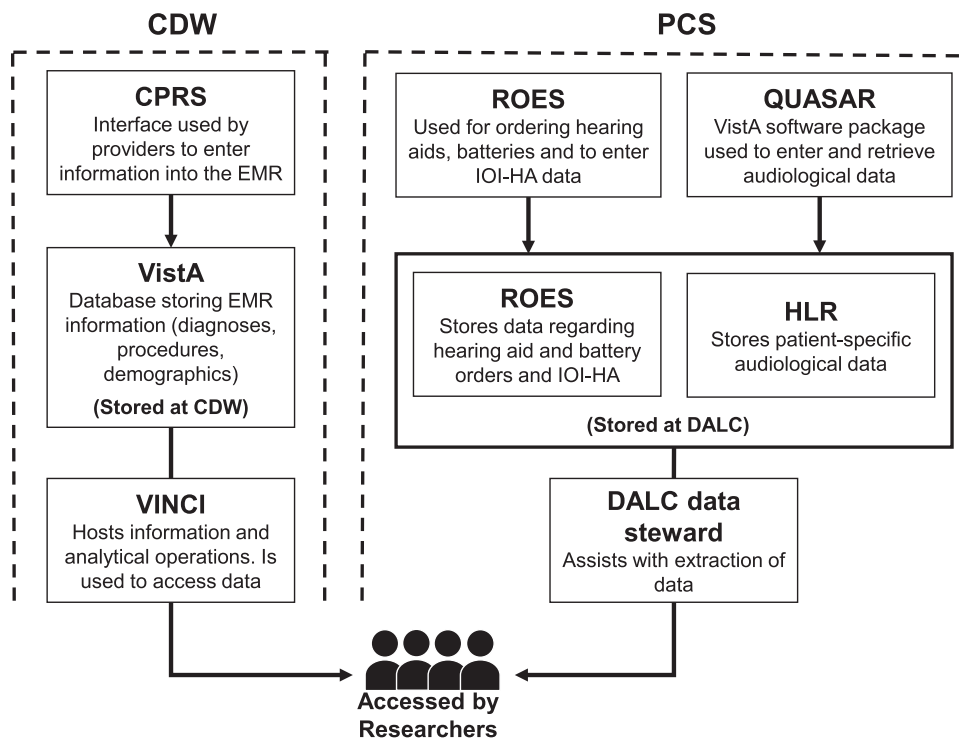 CDW
CPRS
Interface used by
providers to enter
information into the EMR
VistA
Database storing EMR
information (diagnoses,
procedures,
demographics)
(Stored at CDW)
VINCI
Hosts information and
analytical operations. Is
used to access data
PCS
ROES
Used for ordering hearing
aids, batteries and to enter
IOI-HA data
QUASAR
VistA software package
used to enter and retrieve
audiological data
ROES
Stores data regarding
hearing aid and battery
orders and IOI-HA
HLR
Stores patient-specific
audiological data
(Stored at DALC)
DALC data
steward
Assists with extraction of
data
Accessed by
Researchers